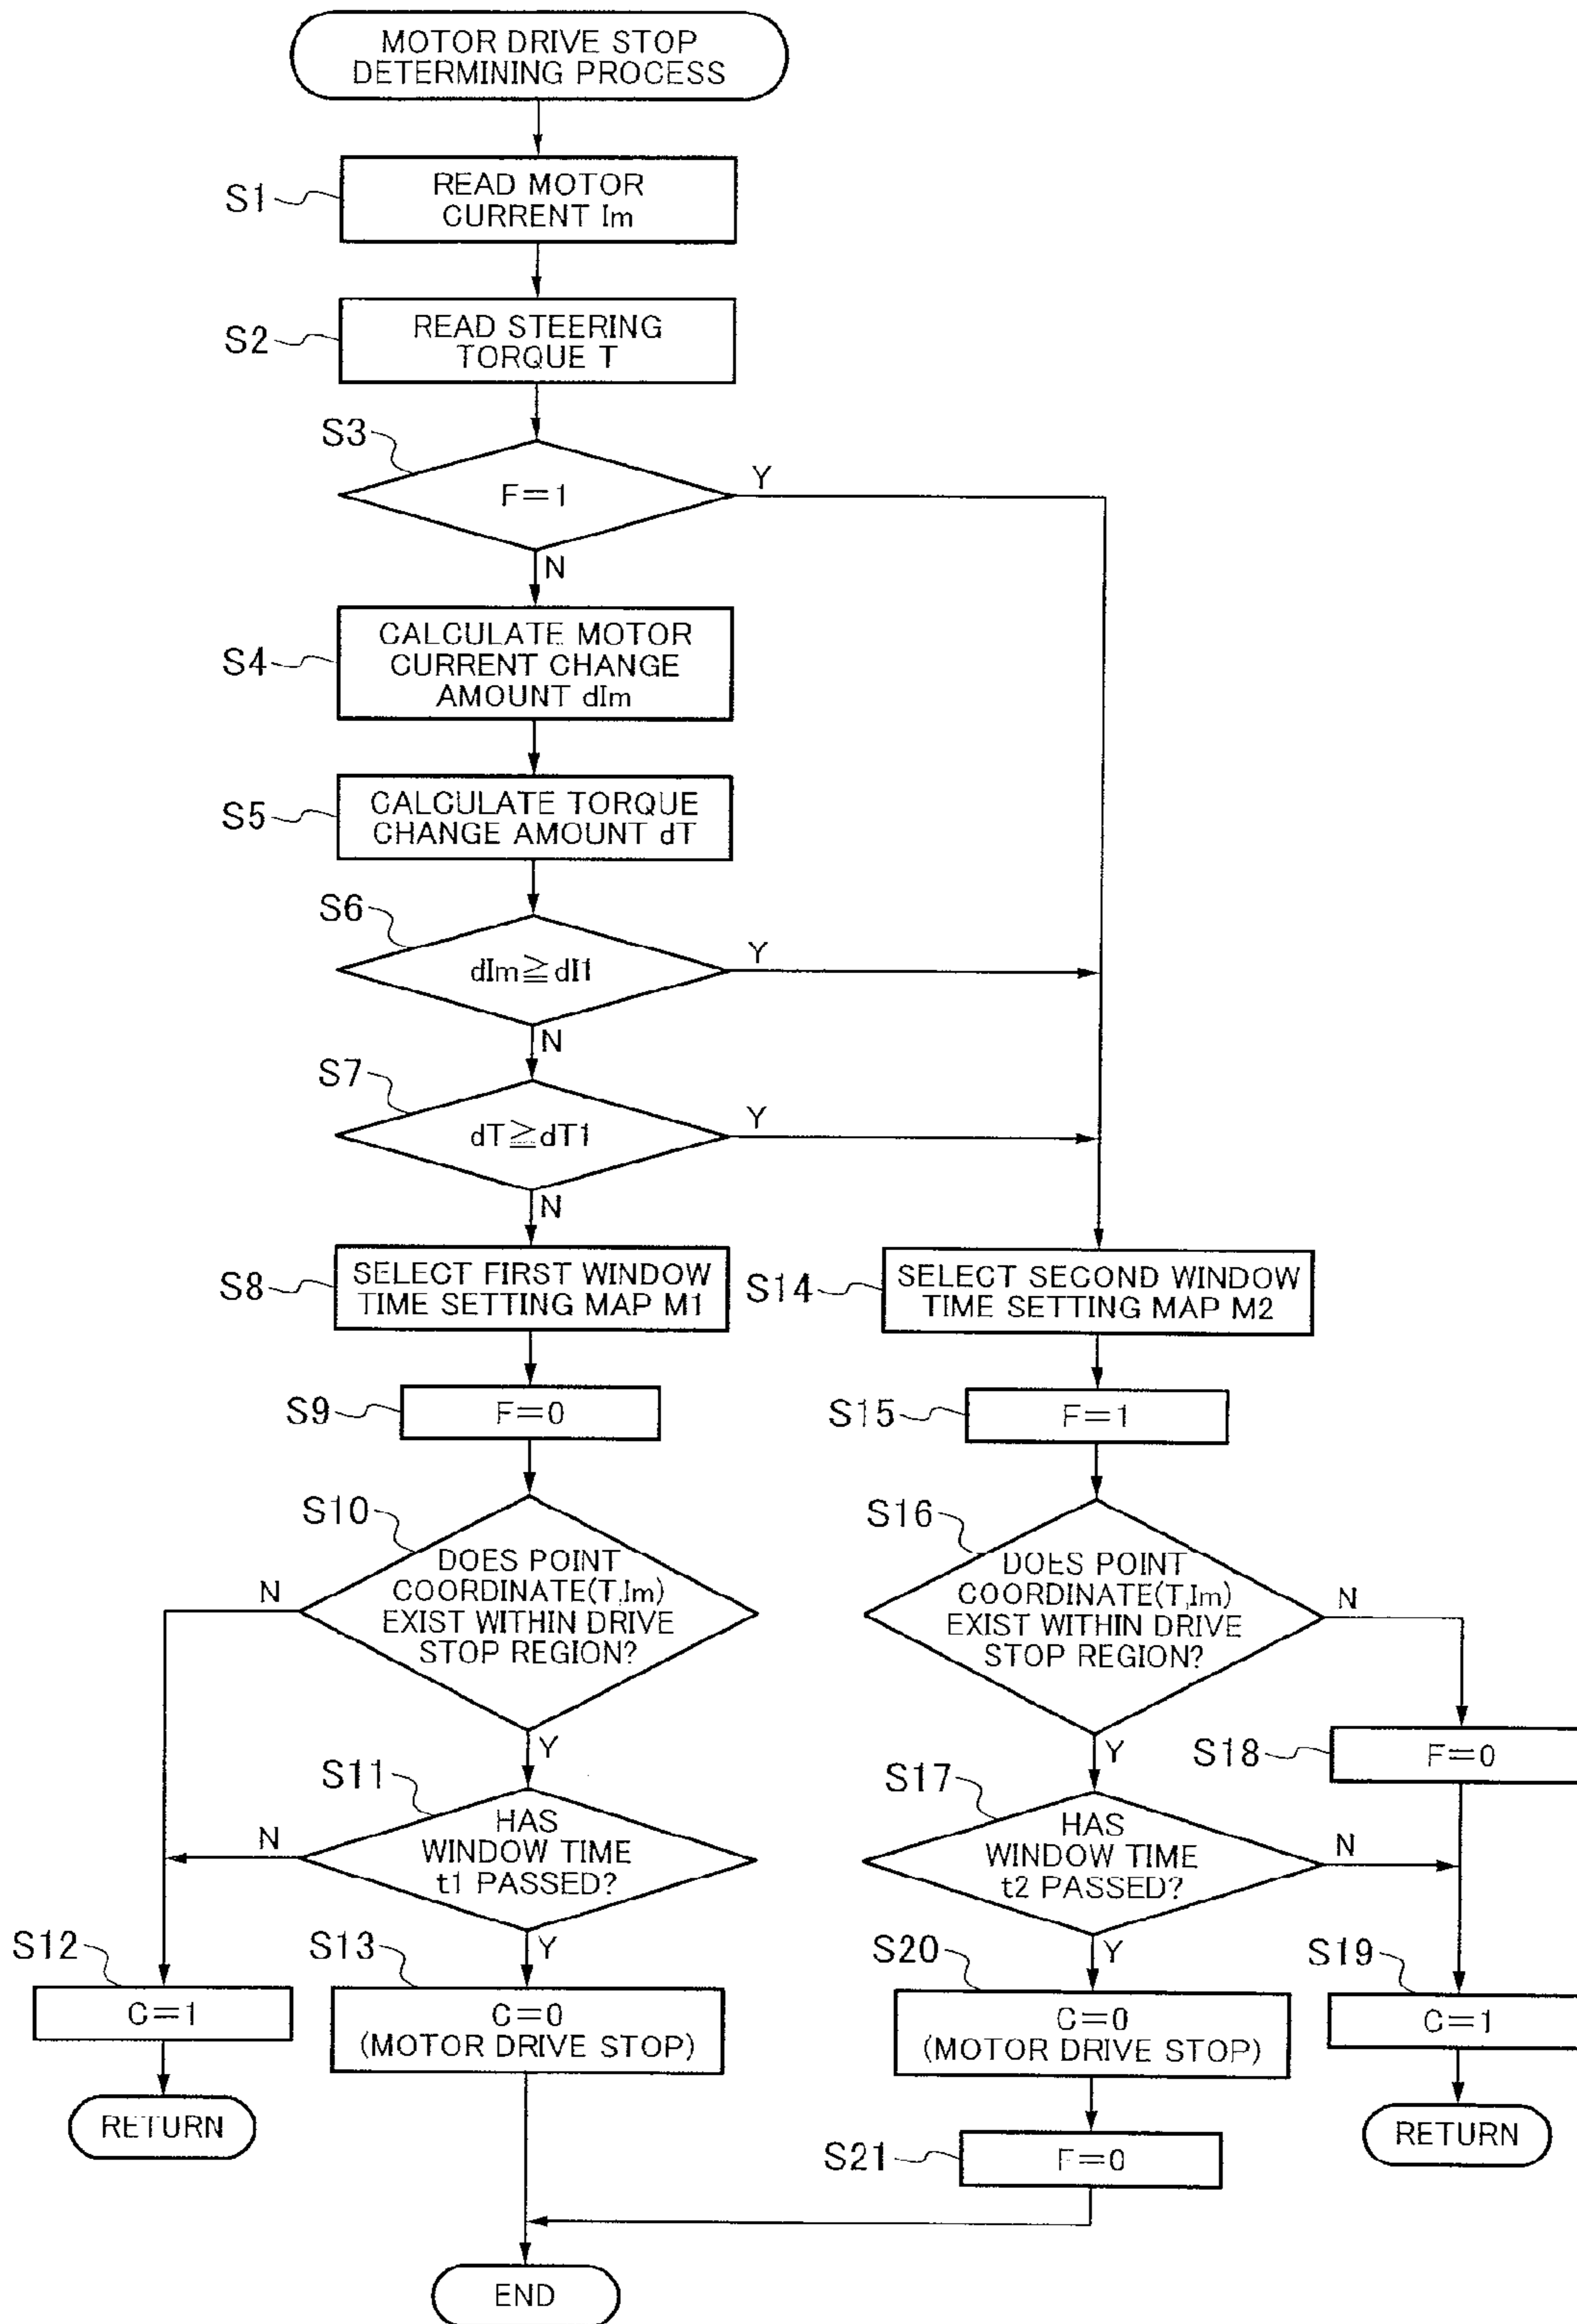 MOTOR DRIVE STOP
DETERMINING PROCESS
S1
READ MOTOR
CURRENT Im
S2
READ STEERING
TORQUE T
S3
F=1
Y
N
S4
CALCULATE MOTOR
CURRENT CHANGE
AMOUNT dIm
S5
CALCULATE TORQUE
CHANGE AMOUNT dT
S6
dIm≧dI1
Y
N
S7
dT≧dT1
Y
N
S8
SELECT FIRST WINDOW
TIME SETTING MAP M1
S14
SELECT SECOND WINDOW
TIME SETTING MAP M2
S9
F=0
S15
F=1
S10
DOES POINT
COORDINATE(T,Im)
EXIST WITHIN DRIVE
STOP REGION?
N
Y
S16
DOES POINT
COORDINATE(T,Im)
EXIST WITHIN DRIVE
STOP REGION?
N
Y
S18
F=0
S11
HAS
WINDOW TIME
t1 PASSED?
N
Y
S17
HAS
WINDOW TIME
t2 PASSED?
N
Y
S12
C=1
S13
C=0
(MOTOR DRIVE STOP)
S20
C=0
(MOTOR DRIVE STOP)
S19
C=1
RETURN
RETURN
S21
F=0
END